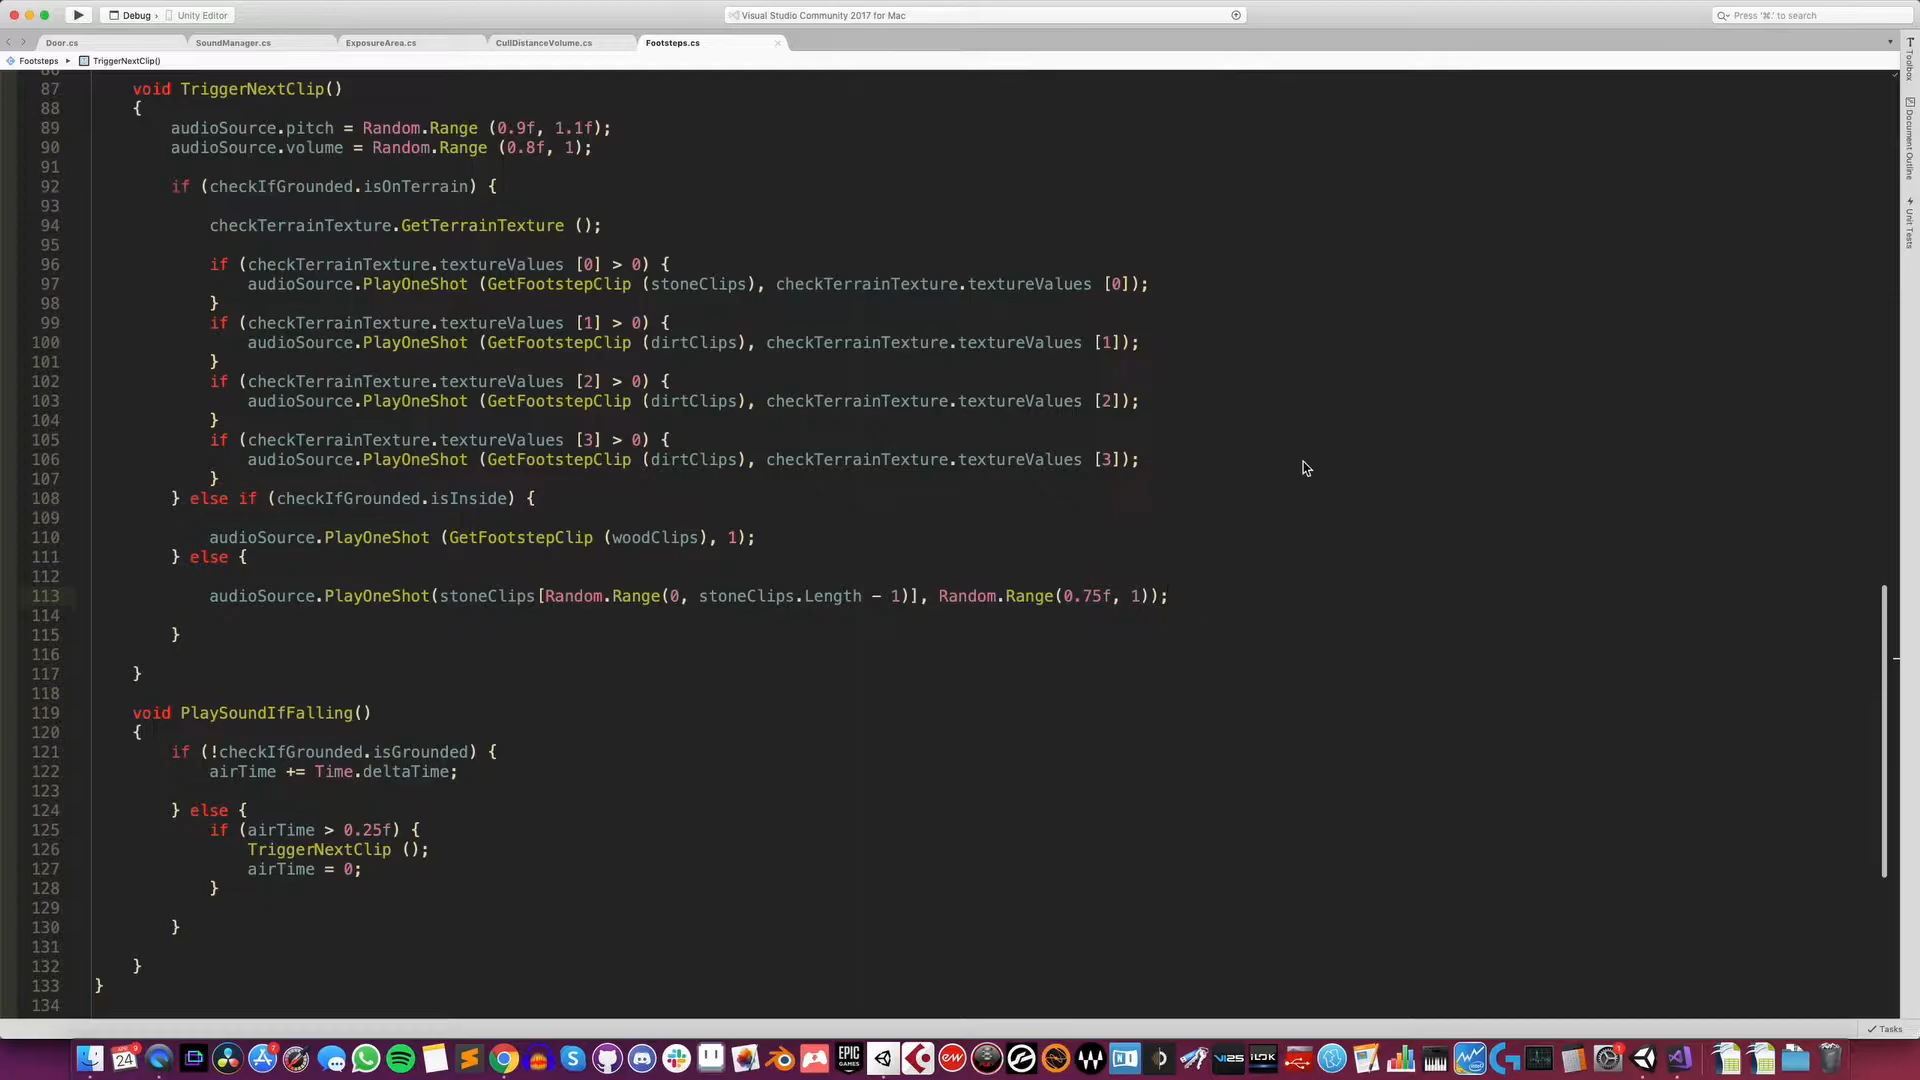 Debug › Unity Editor
Visual Studio Community 2017 for Mac
Press '⌘.' to search
Door.cs SoundManager.cs ExposureArea.cs CullDistanceVolume.cs Footsteps.cs
Footsteps ▸ TriggerNextClip()
Toolbox
Document Outline
Unit Tests
87 void TriggerNextClip()
88 {
89 audioSource.pitch = Random.Range (0.9f, 1.1f);
90 audioSource.volume = Random.Range (0.8f, 1);
91
92 if (checkIfGrounded.isOnTerrain) {
93
94 checkTerrainTexture.GetTerrainTexture ();
95
96 if (checkTerrainTexture.textureValues [0] > 0) {
97 audioSource.PlayOneShot (GetFootstepClip (stoneClips), checkTerrainTexture.textureValues [0]);
98 }
99 if (checkTerrainTexture.textureValues [1] > 0) {
100 audioSource.PlayOneShot (GetFootstepClip (dirtClips), checkTerrainTexture.textureValues [1]);
101 }
102 if (checkTerrainTexture.textureValues [2] > 0) {
103 audioSource.PlayOneShot (GetFootstepClip (dirtClips), checkTerrainTexture.textureValues [2]);
104 }
105 if (checkTerrainTexture.textureValues [3] > 0) {
106 audioSource.PlayOneShot (GetFootstepClip (dirtClips), checkTerrainTexture.textureValues [3]);
107 }
108 } else if (checkIfGrounded.isInside) {
109
110 audioSource.PlayOneShot (GetFootstepClip (woodClips), 1);
111 } else {
112
113 audioSource.PlayOneShot(stoneClips[Random.Range(0, stoneClips.Length - 1)], Random.Range(0.75f, 1));
114
115 }
116
117 }
118
119 void PlaySoundIfFalling()
120 {
121 if (!checkIfGrounded.isGrounded) {
122 airTime += Time.deltaTime;
123
124 } else {
125 if (airTime > 0.25f) {
126 TriggerNextClip ();
127 airTime = 0;
128 }
129
130 }
131
132 }
133 }
134
Tasks
24
EPIC GAMES